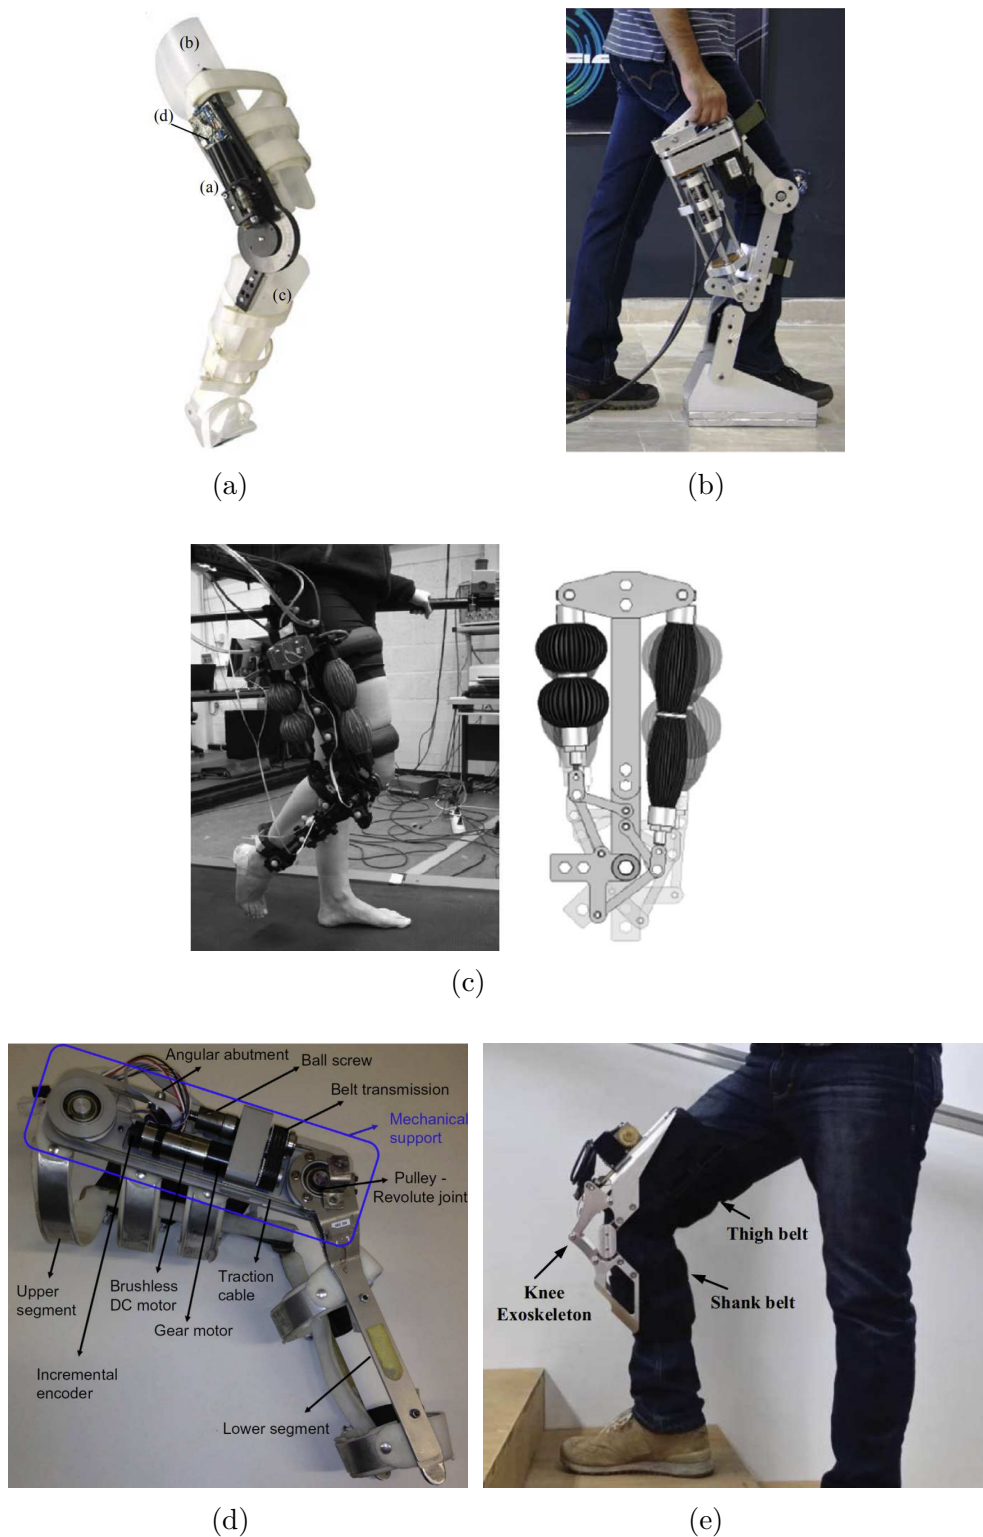 (b)
(d)
(a)
(c)
(a)
(b)
(c)
Angular abutment
Ball screw
Belt transmission
Mechanical
support
Pulley -
Revolute joint
Upper
segment
Brushless
DC motor
Traction
cable
Gear motor
Incremental
encoder
Lower segment
Thigh belt
Knee
Exoskeleton
Shank belt
(d)
(e)